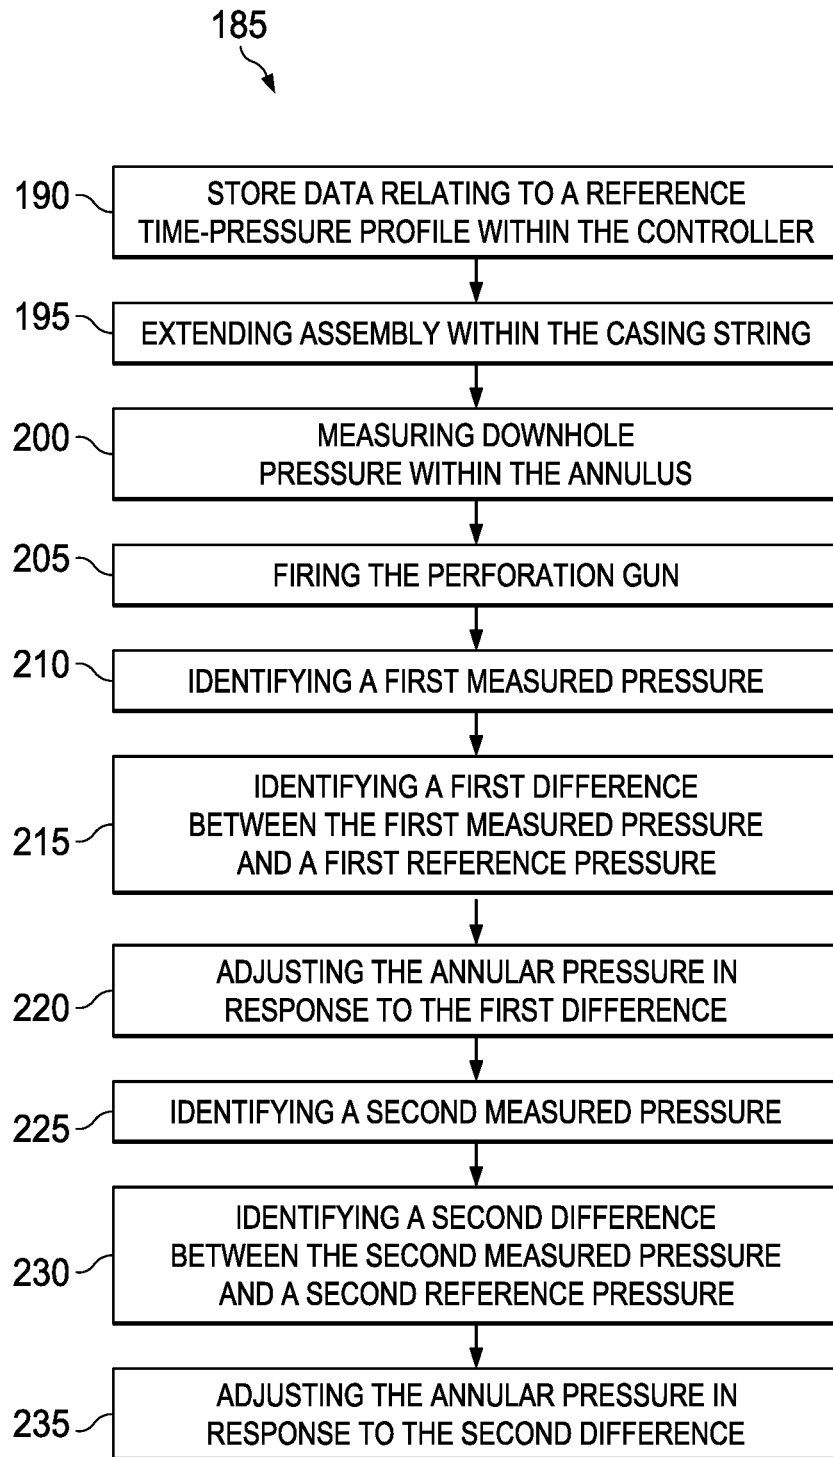 185
190
STORE DATA RELATING TO A REFERENCE
TIME-PRESSURE PROFILE WITHIN THE CONTROLLER
195
EXTENDING ASSEMBLY WITHIN THE CASING STRING
200
MEASURING DOWNHOLE
PRESSURE WITHIN THE ANNULUS
205
FIRING THE PERFORATION GUN
210
IDENTIFYING A FIRST MEASURED PRESSURE
215
IDENTIFYING A FIRST DIFFERENCE
BETWEEN THE FIRST MEASURED PRESSURE
AND A FIRST REFERENCE PRESSURE
220
ADJUSTING THE ANNULAR PRESSURE IN
RESPONSE TO THE FIRST DIFFERENCE
225
IDENTIFYING A SECOND MEASURED PRESSURE
230
IDENTIFYING A SECOND DIFFERENCE
BETWEEN THE SECOND MEASURED PRESSURE
AND A SECOND REFERENCE PRESSURE
235
ADJUSTING THE ANNULAR PRESSURE IN
RESPONSE TO THE SECOND DIFFERENCE